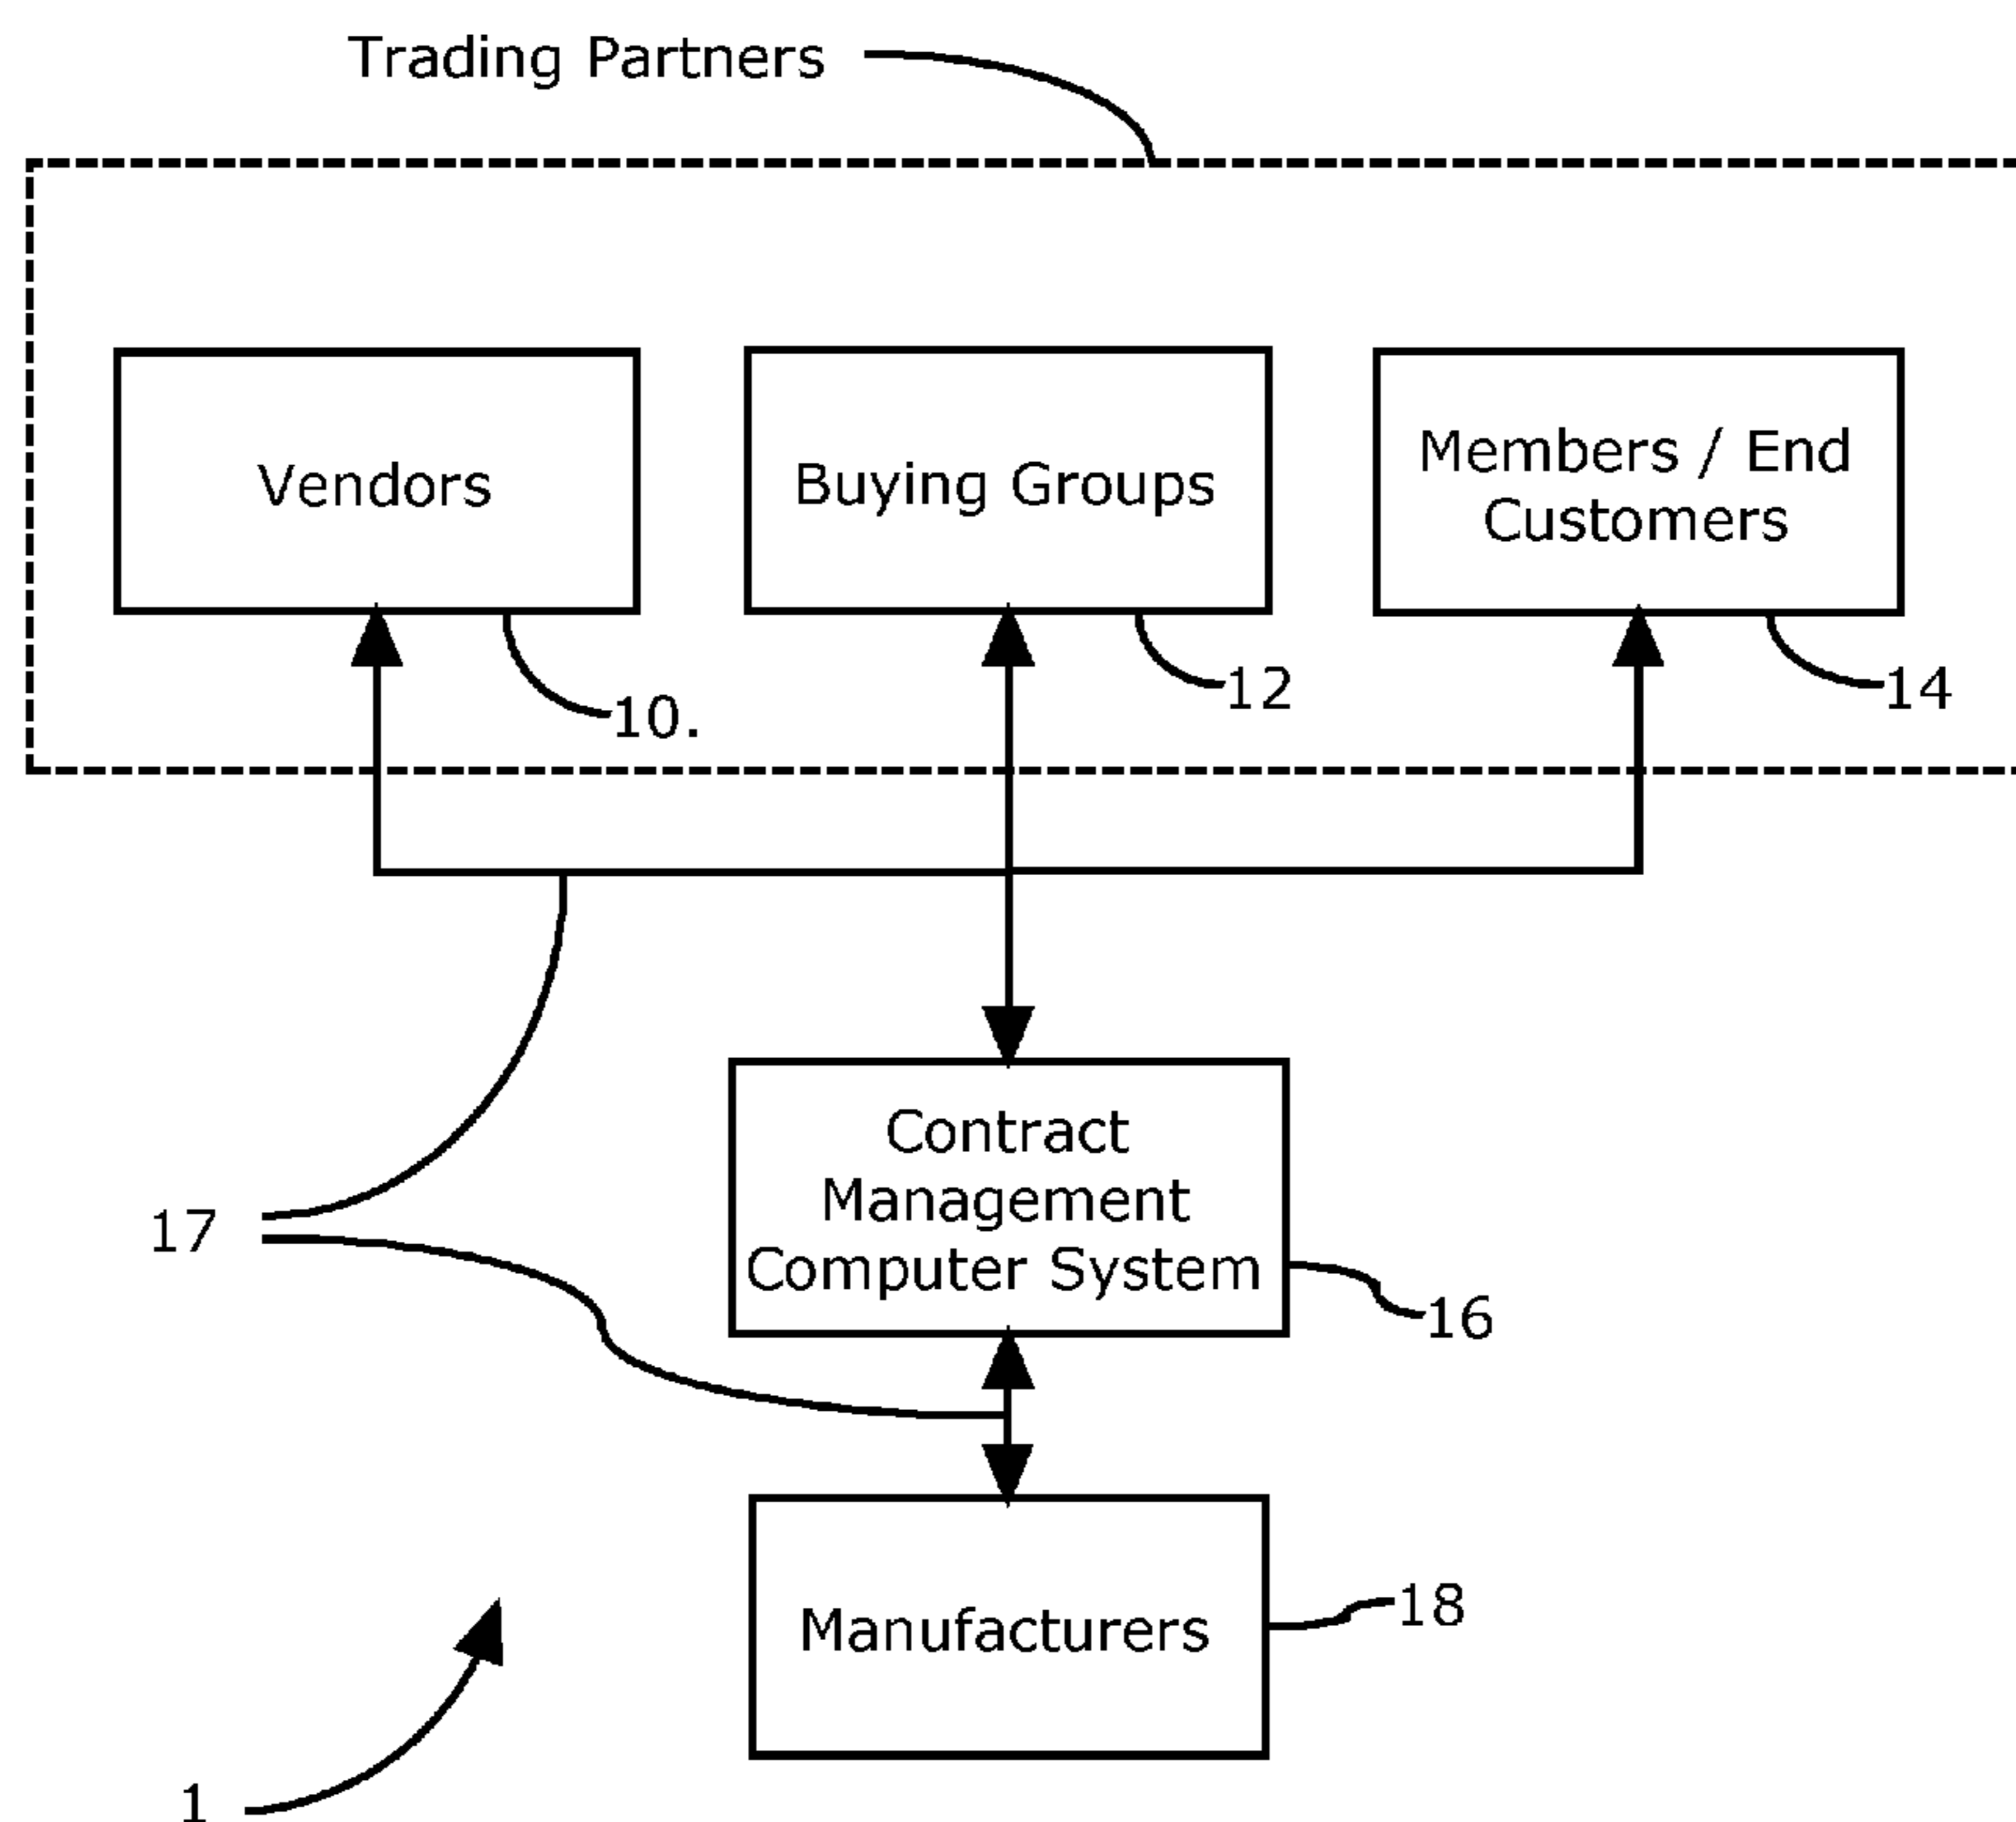 Trading Partners
Vendors
Buying Groups
Members / End
Customers
10.
12
14
Contract
Management
Computer System
17
16
Manufacturers
18
1